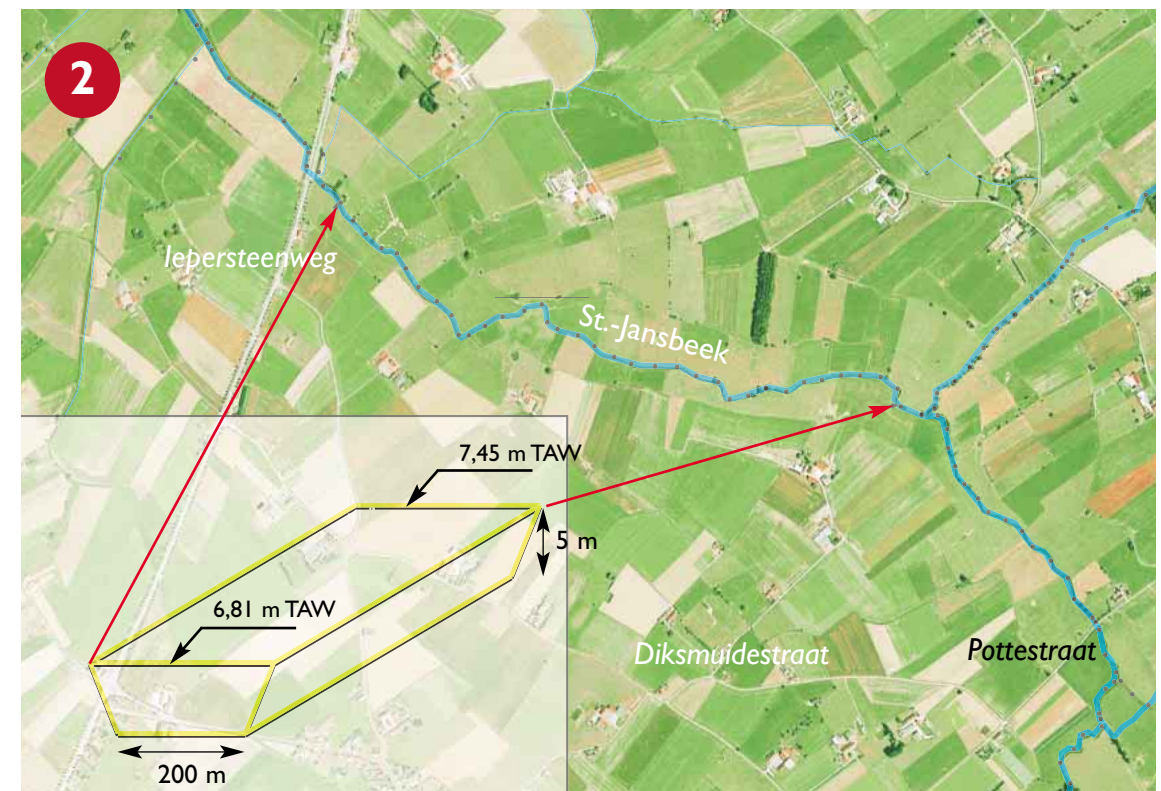 2
Iepersteenweg
St.-Jansbeek
7,45 m TAW
5 m
6,81 m TAW
200 m
Diksmuidestraat
Pottestraat